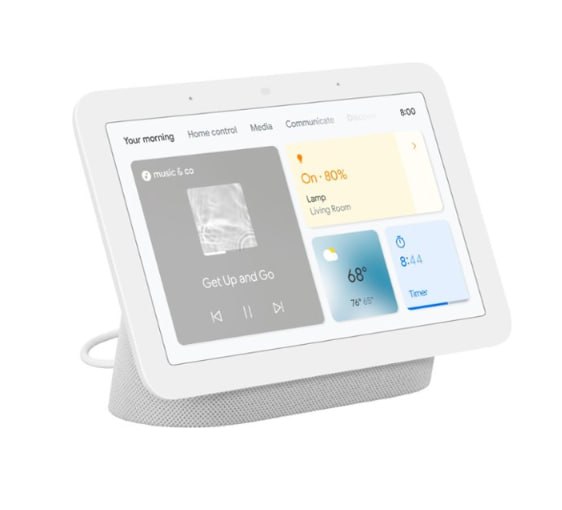 Your morning Home control Media Communicate Discover 8:00
music & co
Get Up and Go
On · 80%
Lamp
Living Room
68°
76° 65°
8:44
Timer